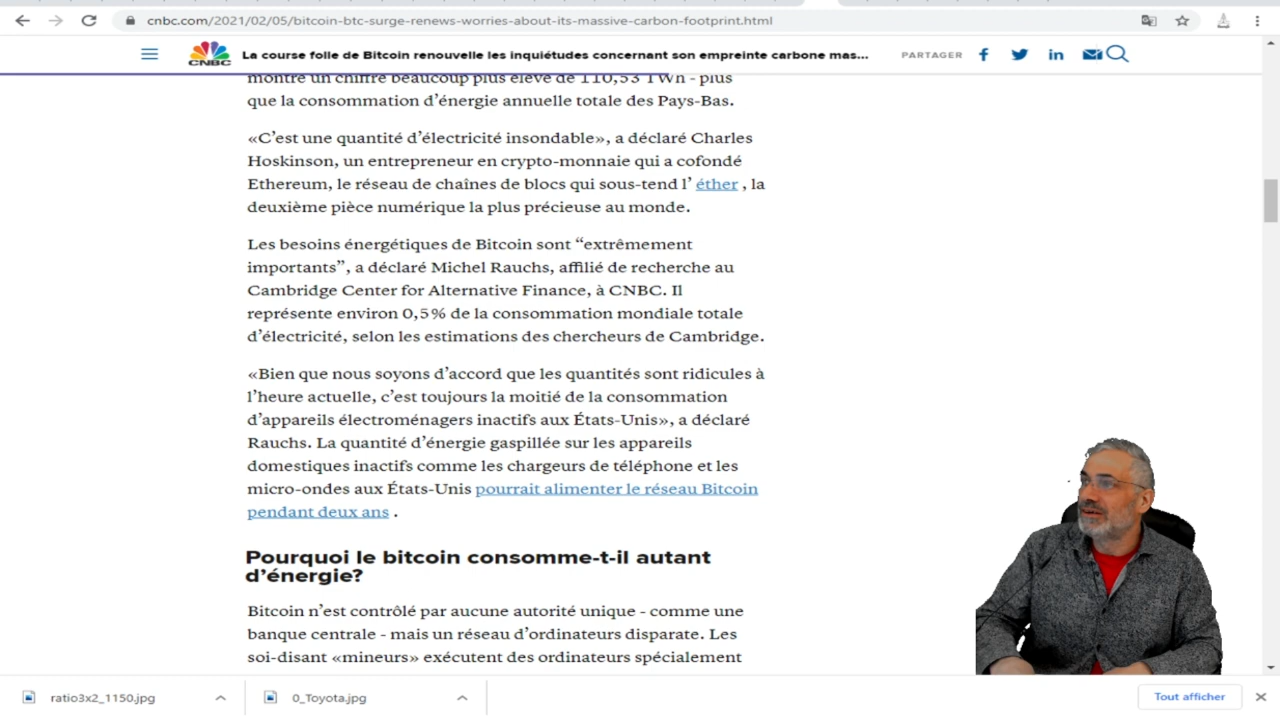 cnbc.com/2021/02/05/bitcoin-btc-surge-renews-worries-about-its-massive-carbon-footprint.html
CNBC
La course folle de Bitcoin renouvelle les inquiétudes concernant son empreinte carbone mas...
PARTAGER
montre un chiffre beaucoup plus élevé de 110,53 TWh - plus
que la consommation d’énergie annuelle totale des Pays-Bas.
«C’est une quantité d’électricité insondable», a déclaré Charles
Hoskinson, un entrepreneur en crypto-monnaie qui a cofondé
Ethereum, le réseau de chaînes de blocs qui sous-tend l’ éther , la
deuxième pièce numérique la plus précieuse au monde.
Les besoins énergétiques de Bitcoin sont “extrêmement
importants”, a déclaré Michel Rauchs, affilié de recherche au
Cambridge Center for Alternative Finance, à CNBC. Il
représente environ 0,5% de la consommation mondiale totale
d’électricité, selon les estimations des chercheurs de Cambridge.
«Bien que nous soyons d’accord que les quantités sont ridicules à
l’heure actuelle, c’est toujours la moitié de la consommation
d’appareils électroménagers inactifs aux États-Unis», a déclaré
Rauchs. La quantité d’énergie gaspillée sur les appareils
domestiques inactifs comme les chargeurs de téléphone et les
micro-ondes aux États-Unis pourrait alimenter le réseau Bitcoin
pendant deux ans .
Pourquoi le bitcoin consomme-t-il autant
d’énergie?
Bitcoin n’est contrôlé par aucune autorité unique - comme une
banque centrale - mais un réseau d’ordinateurs disparate. Les
soi-disant «mineurs» exécutent des ordinateurs spécialement
ratio3x2_1150.jpg
0_Toyota.jpg
Tout afficher